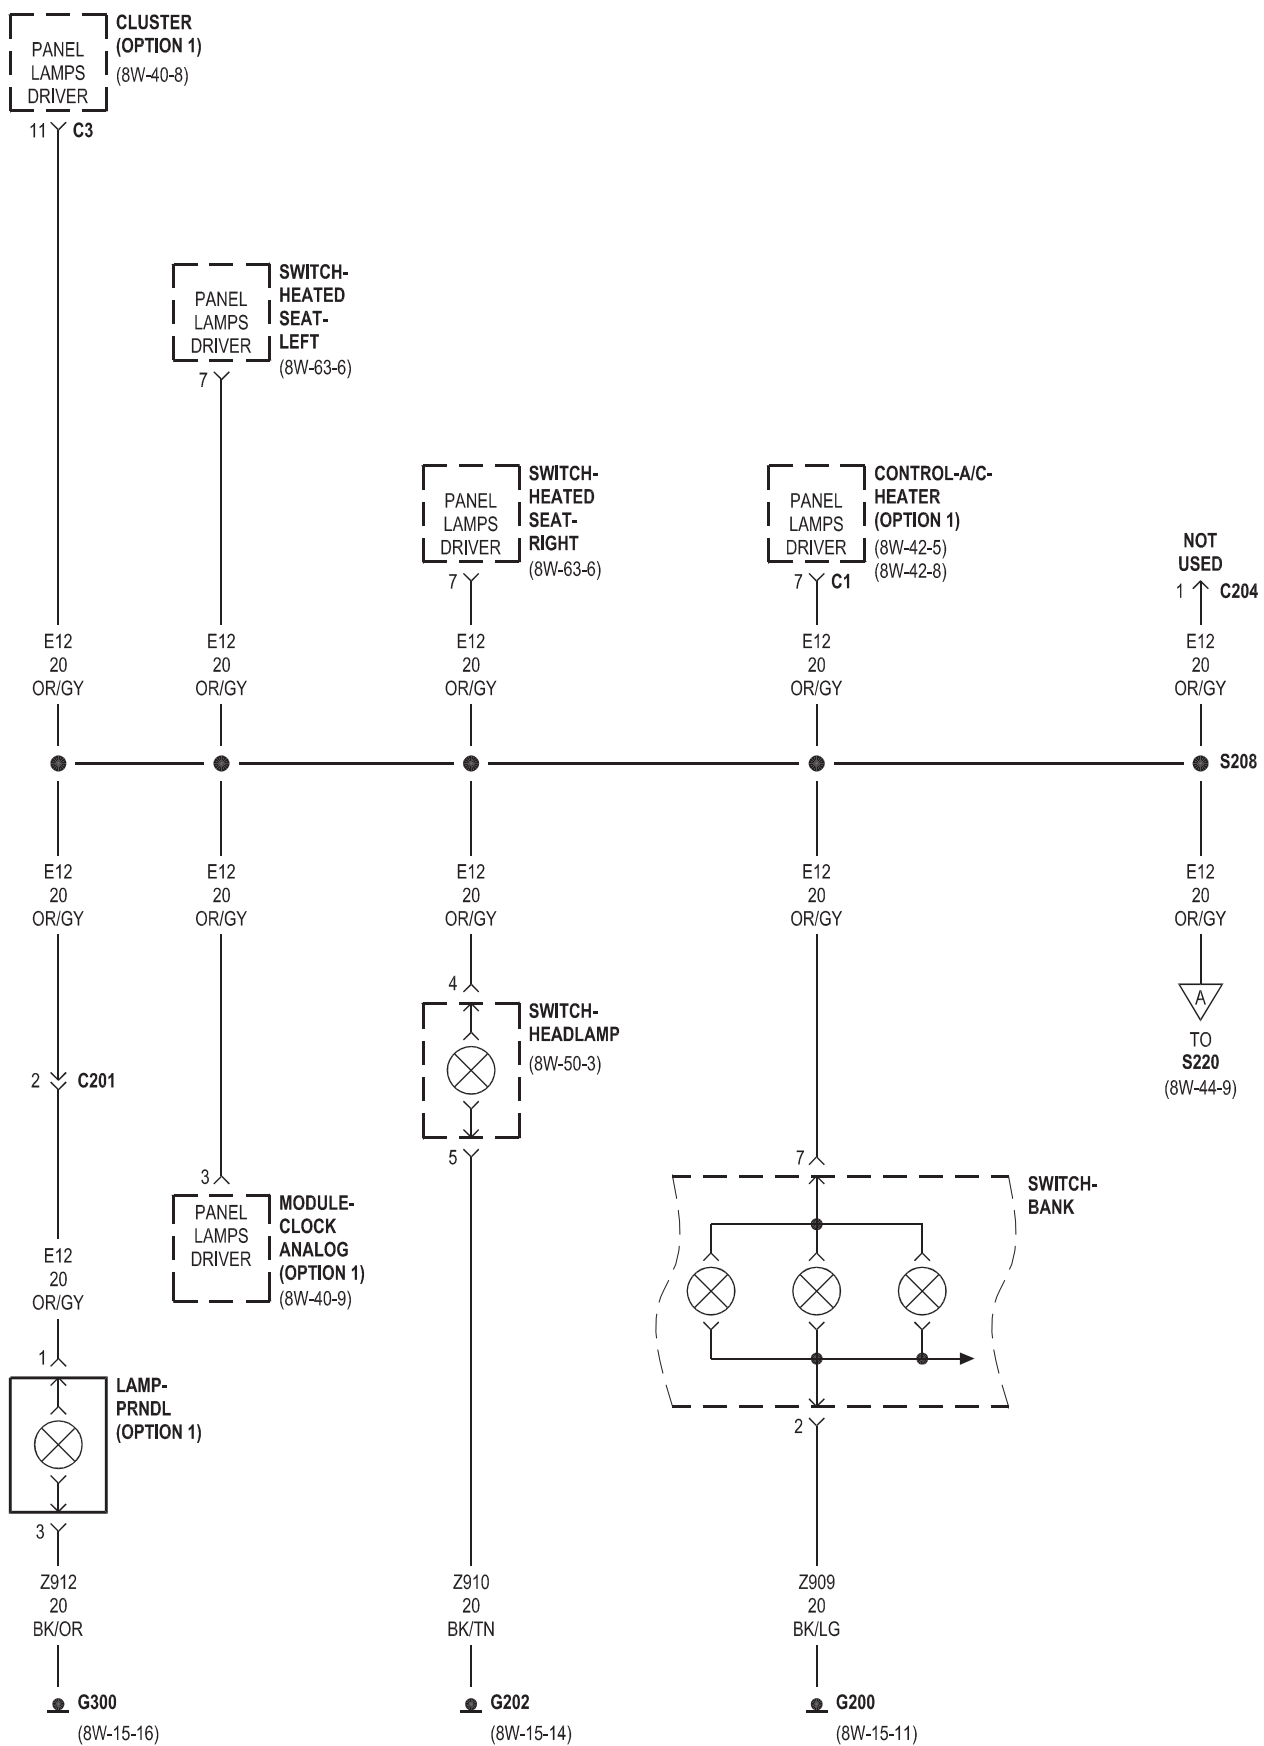 CLUSTER
(OPTION 1)
(8W-40-8)
PANEL
LAMPS
DRIVER
11
C3
SWITCH-
HEATED
SEAT-
LEFT
(8W-63-6)
PANEL
LAMPS
DRIVER
7
SWITCH-
HEATED
SEAT-
RIGHT
(8W-63-6)
PANEL
LAMPS
DRIVER
7
CONTROL-A/C-
HEATER
(OPTION 1)
(8W-42-5)
(8W-42-8)
PANEL
LAMPS
DRIVER
7
C1
NOT
USED
1
C204
E12
20
OR/GY
E12
20
OR/GY
E12
20
OR/GY
E12
20
OR/GY
E12
20
OR/GY
S208
E12
20
OR/GY
E12
20
OR/GY
E12
20
OR/GY
E12
20
OR/GY
E12
20
OR/GY
2
C201
3
PANEL
LAMPS
DRIVER
MODULE-
CLOCK
ANALOG
(OPTION 1)
(8W-40-9)
4
SWITCH-
HEADLAMP
(8W-50-3)
5
A
TO
S220
(8W-44-9)
7
SWITCH-
BANK
2
E12
20
OR/GY
1
LAMP-
PRNDL
(OPTION 1)
3
Z912
20
BK/OR
Z910
20
BK/TN
Z909
20
BK/LG
G300
(8W-15-16)
G202
(8W-15-14)
G200
(8W-15-11)